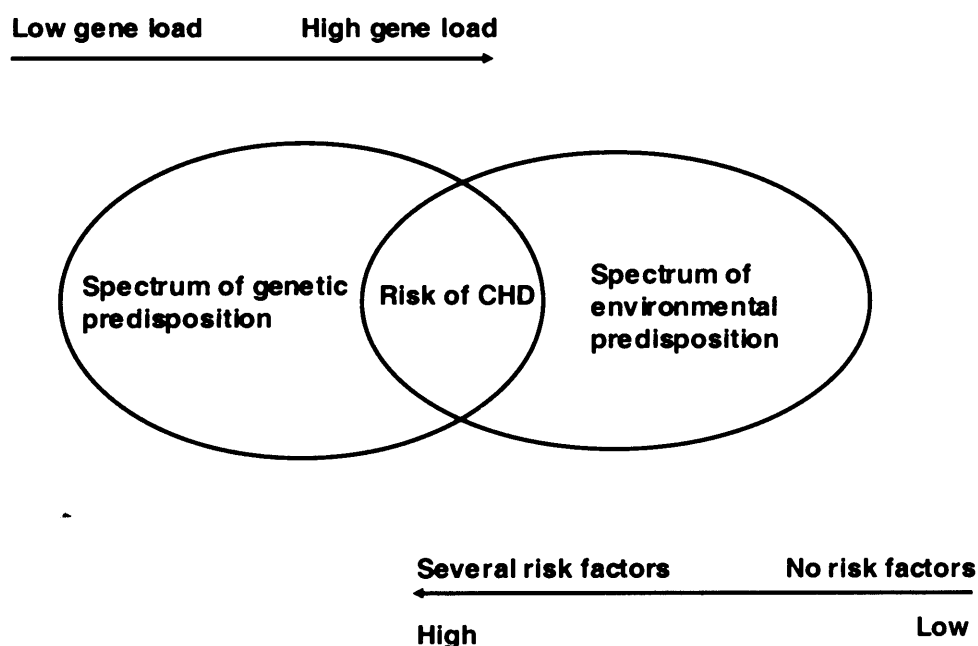 Low gene load High gene load
Spectrum of genetic
predisposition
Risk of CHD
Spectrum of
environmental
predisposition
Several risk factors No risk factors
High Low